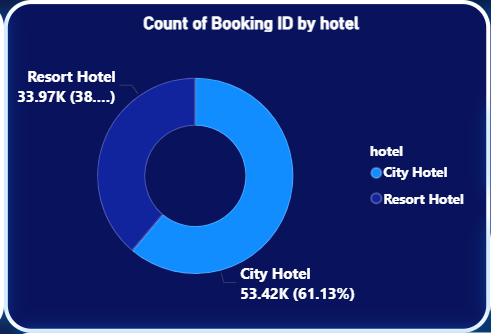 Count of Booking ID by hotel
Resort Hotel
33.97K (38....)
hotel
City Hotel
Resort Hotel
City Hotel
53.42K (61.13%)